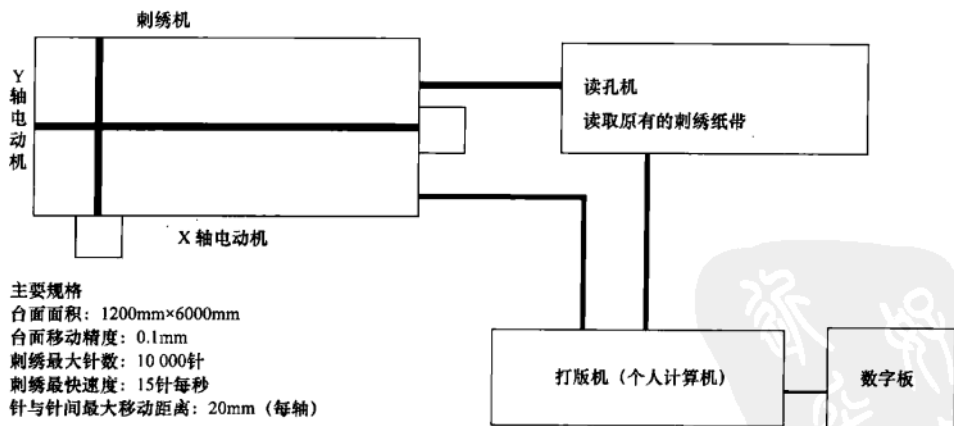 刺绣机
Y轴电动机
读孔机
读取原有的刺绣纸带
X 轴电动机
主要规格
台面面积：1200mm×6000mm
台面移动精度：0.1mm
刺绣最大针数：10 000针
刺绣最快速度：15针每秒
针与针间最大移动距离：20mm（每轴）
打版机（个人计算机）
数字板